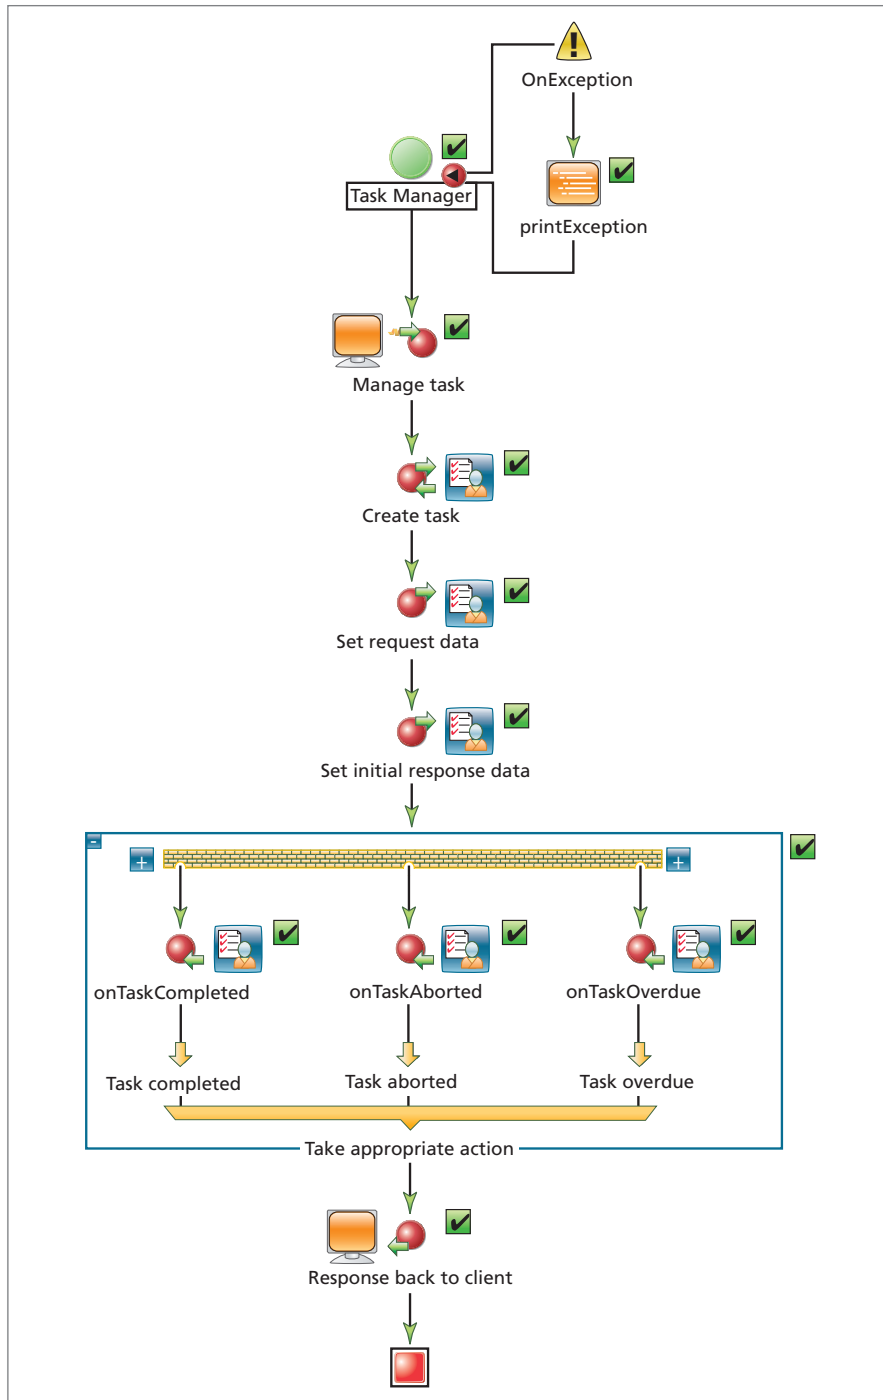 OnException
Task Manager
printException
Manage task
Create task
Set request data
Set initial response data
-
+
+
onTaskCompleted
onTaskAborted
onTaskOverdue
Task completed
Task aborted
Task overdue
Take appropriate action
Response back to client